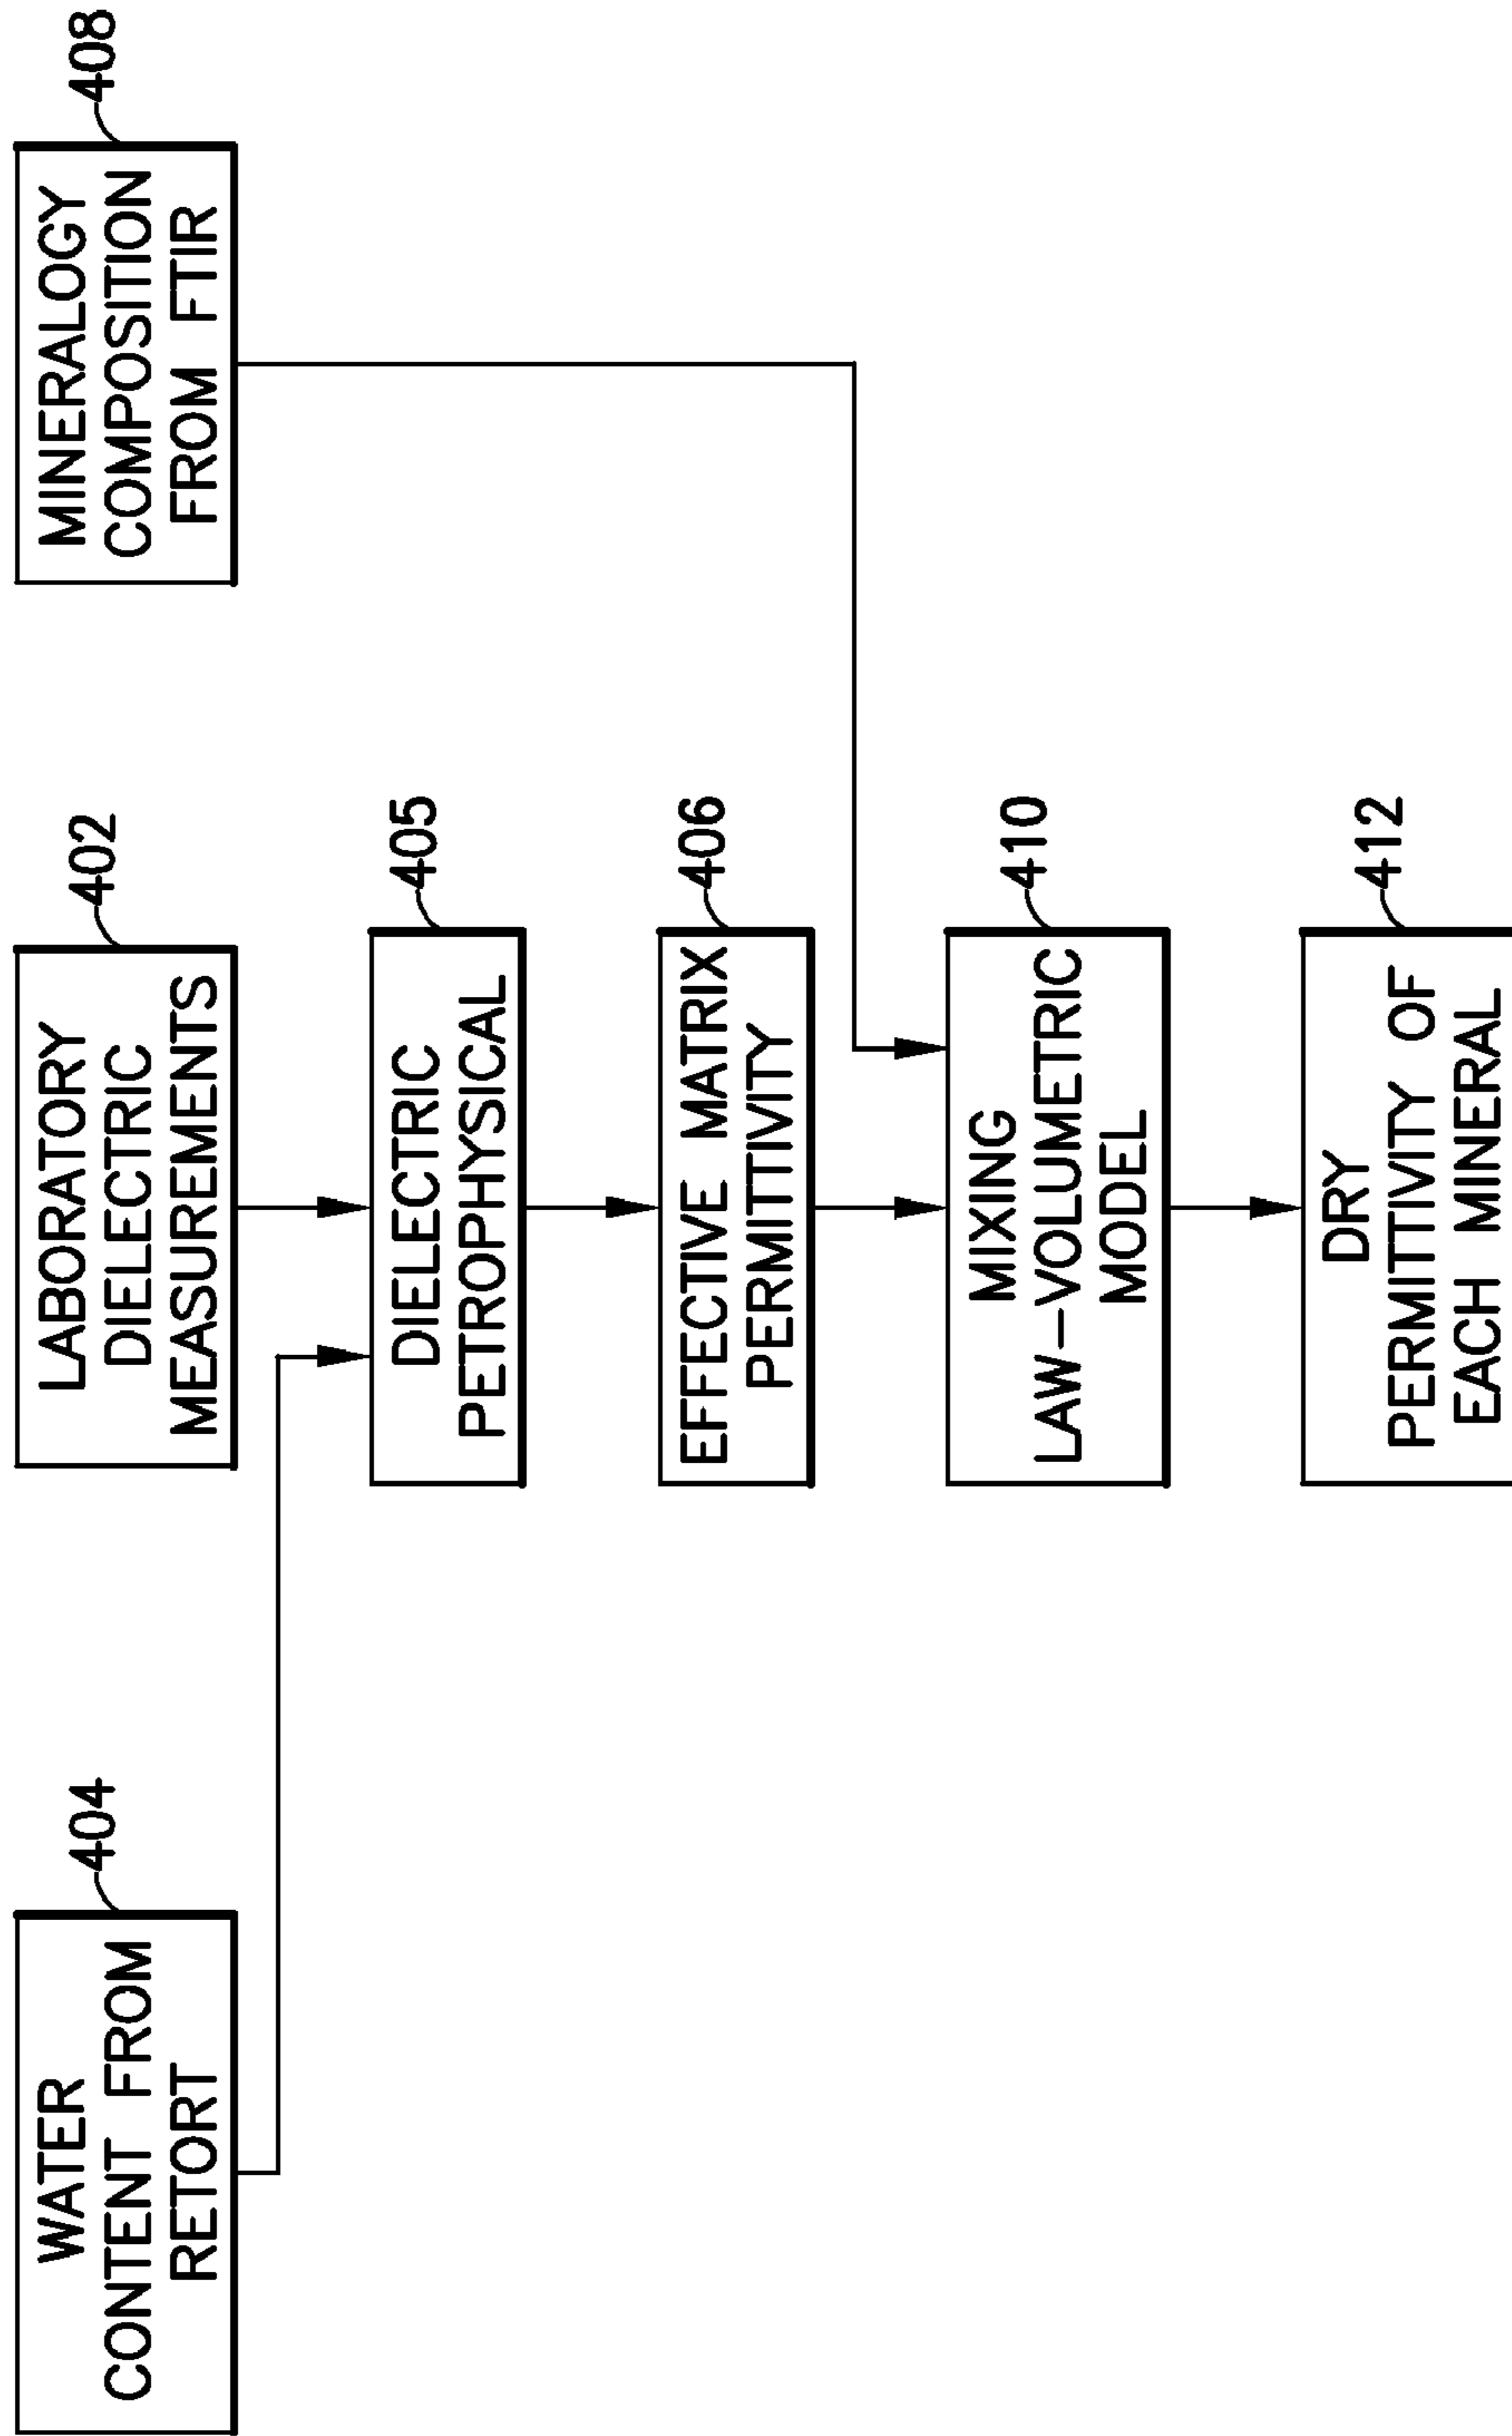 WATER
CONTENT FROM
RETORT
404
LABORATORY
DIELECTRIC
MEASUREMENTS
402
MINERALOGY
COMPOSITION
FROM FTIR
408
DIELECTRIC
PETROPHYSICAL
405
EFFECTIVE MATRIX
PERMITTIVITY
406
MIXING
LAW-VOLUMETRIC
MODEL
410
DRY
PERMITTIVITY OF
EACH MINERAL
412